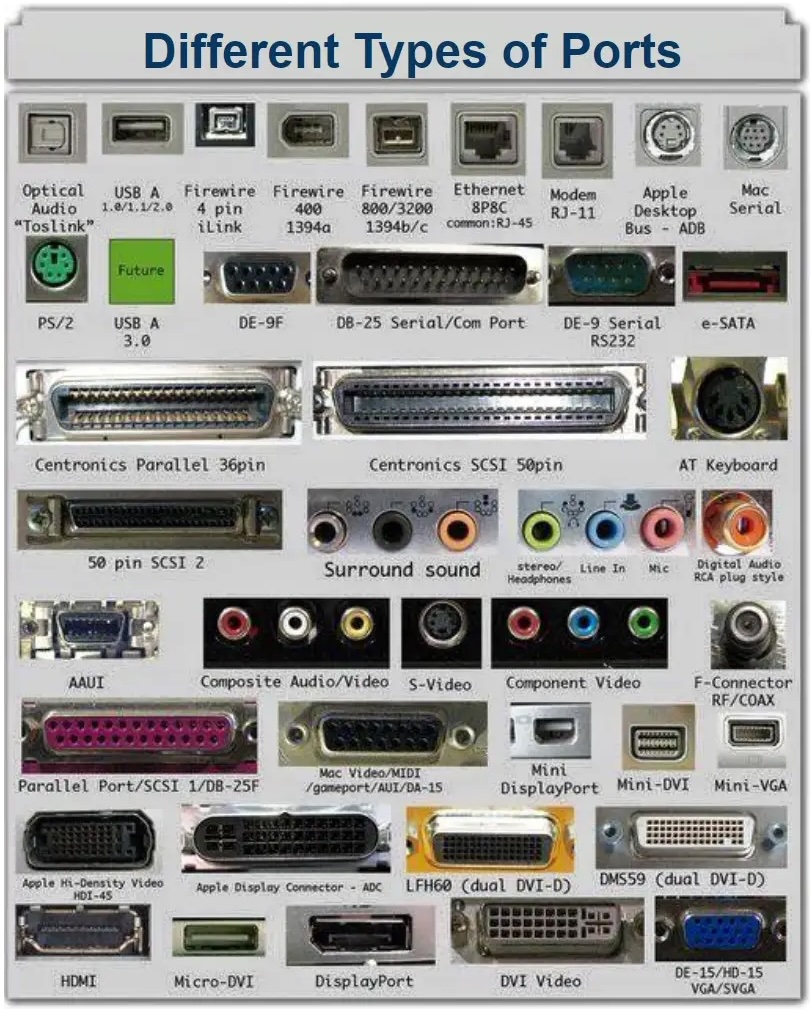 Different Types of Ports
Optical
Audio
“Toslink”
USB A
1.0/1.1/2.0
Firewire
4 pin
iLink
Firewire
400
1394a
Firewire
800/3200
1394b/c
Ethernet
8P8C
common:RJ-45
Modem
RJ-11
Apple
Desktop
Bus - ADB
Mac
Serial
PS/2
Future
USB A
3.0
DE-9F
DB-25 Serial/Com Port
DE-9 Serial
RS232
e-SATA
Centronics Parallel 36pin
Centronics SCSI 50pin
AT Keyboard
50 pin SCSI 2
Surround sound
stereo/
Headphones
Line In
Mic
Digital Audio
RCA plug style
AAUI
Composite Audio/Video
S-Video
Component Video
F-Connector
RF/COAX
Parallel Port/SCSI 1/DB-25F
Mac Video/MIDI
/gameport/AUI/DA-15
Mini
DisplayPort
Mini-DVI
Mini-VGA
Apple Hi-Density Video
HDI-45
Apple Display Connector - ADC
LFH60 (dual DVI-D)
DMS59 (dual DVI-D)
HDMI
Micro-DVI
DisplayPort
DVI Video
DE-15/HD-15
VGA/SVGA